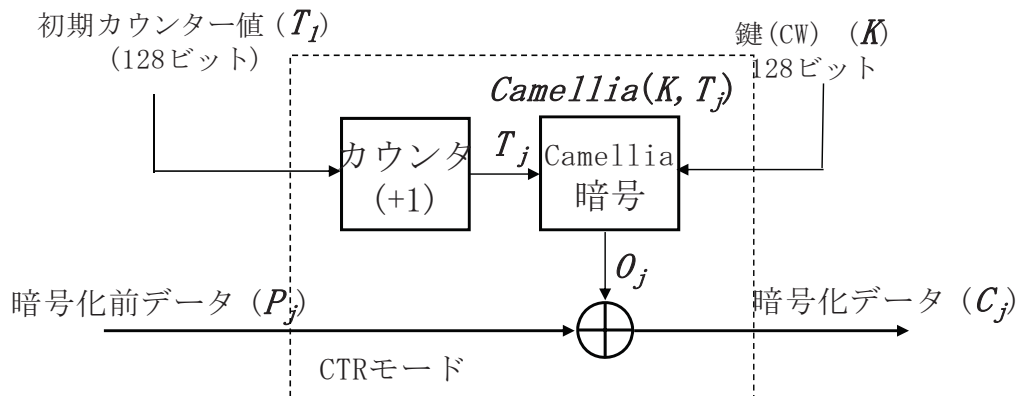 初期カウンター値 (T₁)
(128ビット)
鍵(CW) (K)
128ビット
Camellia(K, Tⱼ)
カウンタ
(+1)
Tⱼ
Camellia
暗号
Oⱼ
暗号化前データ (Pⱼ)
暗号化データ (Cⱼ)
CTRモード